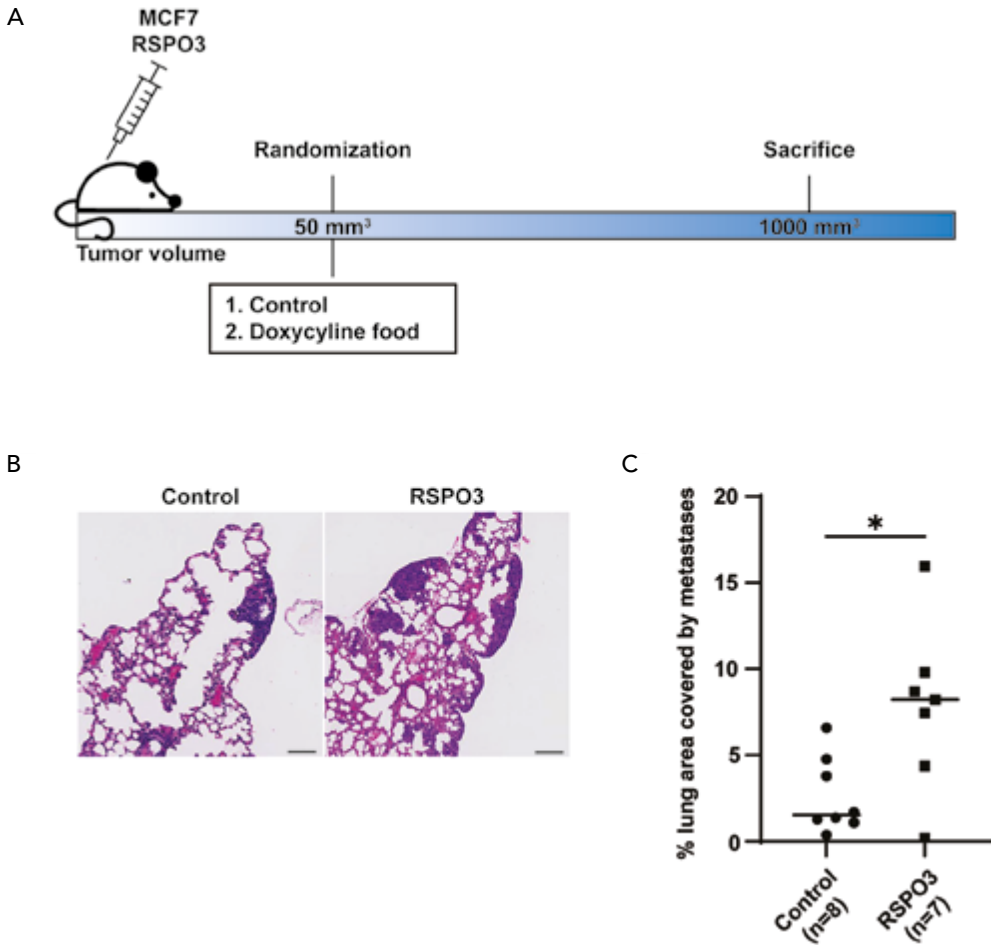 A
MCF7
RSPO3
Randomization
Sacrifice
50 mm³
1000 mm³
Tumor volume
1. Control
2. Doxycyline food
B
Control
RSPO3
C
% lung area covered by metastases
20
15
10
5
0
*
Control
(n=8)
RSPO3
(n=7)